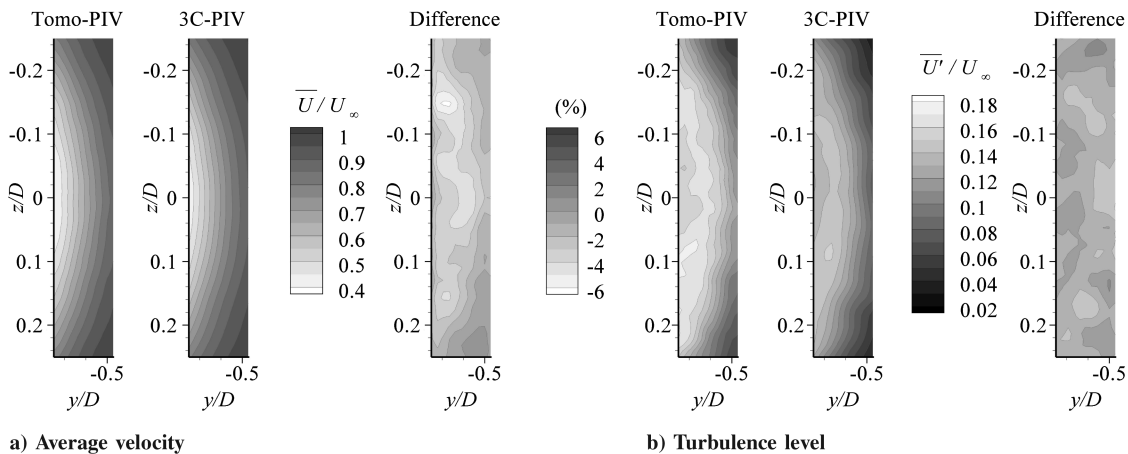 Tomo-PIV 3C-PIV Difference Tomo-PIV 3C-PIV Difference
-0.2 -0.2 -0.2 -0.2 -0.2 -0.2
-0.1 -0.1 -0.1 -0.1 -0.1 -0.1
0 0 0 0 0 0
0.1 0.1 0.1 0.1 0.1 0.1
0.2 0.2 0.2 0.2 0.2 0.2
z/D z/D z/D z/D z/D z/D
-0.5 -0.5 -0.5 -0.5 -0.5 -0.5
y/D y/D y/D y/D y/D y/D
U̅ / U∞
1
0.9
0.8
0.7
0.6
0.5
0.4
(%)
6
4
2
0
-2
-4
-6
U̅' / U∞
0.18
0.16
0.14
0.12
0.1
0.08
0.06
0.04
0.02
a) Average velocity
b) Turbulence level